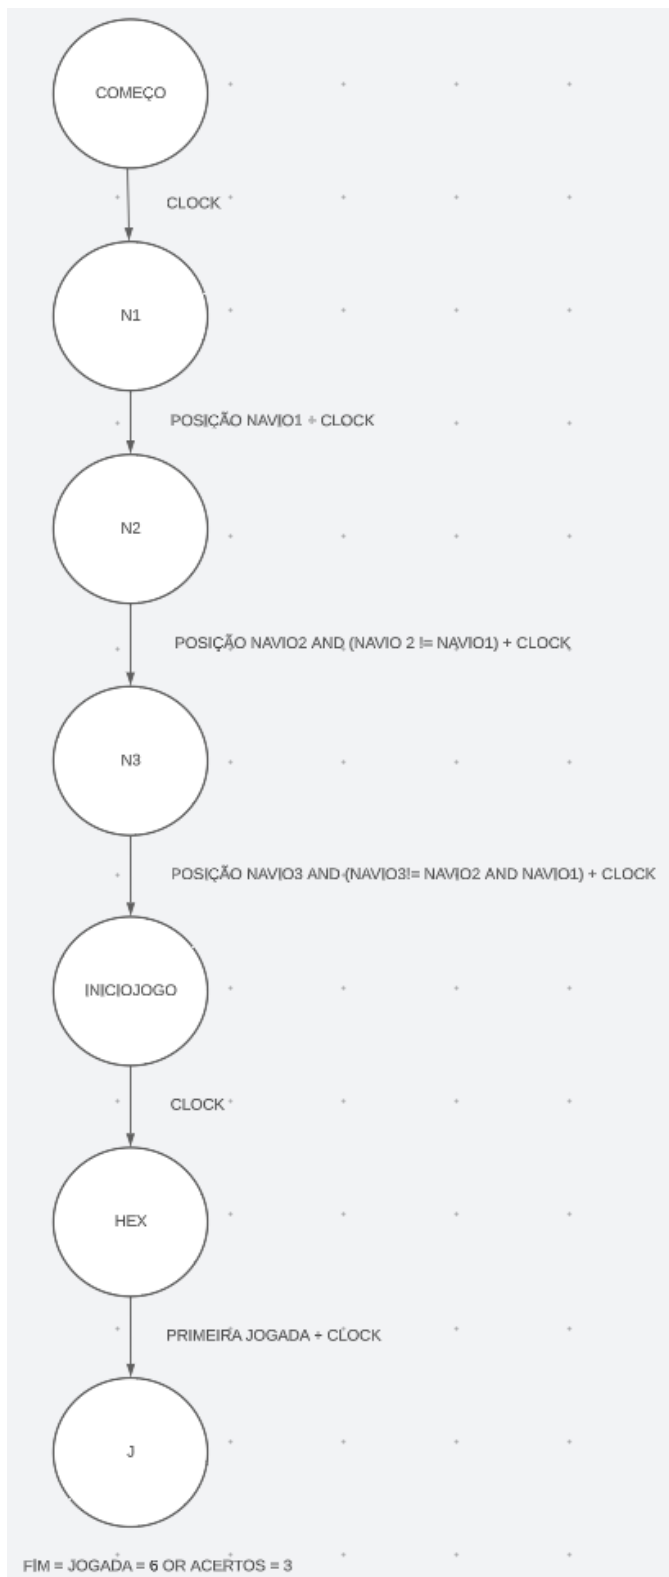 COMEÇO
CLOCK
N1
POSIÇÃO NAVIO1 + CLOCK
N2
POSIÇÃO NAVIO2 AND (NAVIO 2 != NAVIO1) + CLOCK
N3
POSIÇÃO NAVIO3 AND (NAVIO3!= NAVIO2 AND NAVIO1) + CLOCK
INICIOJOGO
CLOCK
HEX
PRIMEIRA JOGADA + CLOCK
J
FIM = JOGADA = 6 OR ACERTOS = 3